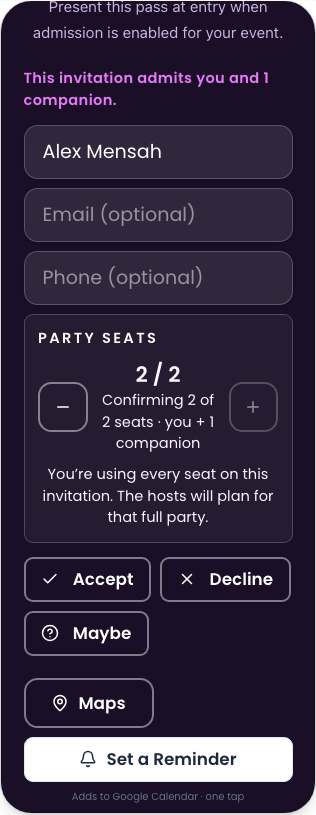 Present this pass at entry when
admission is enabled for your event.
This invitation admits you and 1
companion.
Alex Mensah
Email (optional)
Phone (optional)
PARTY SEATS
2 / 2
Confirming 2 of
2 seats · you + 1
companion
You’re using every seat on this
invitation. The hosts will plan for
that full party.
Accept
Decline
Maybe
Maps
Set a Reminder
Adds to Google Calendar · one tap